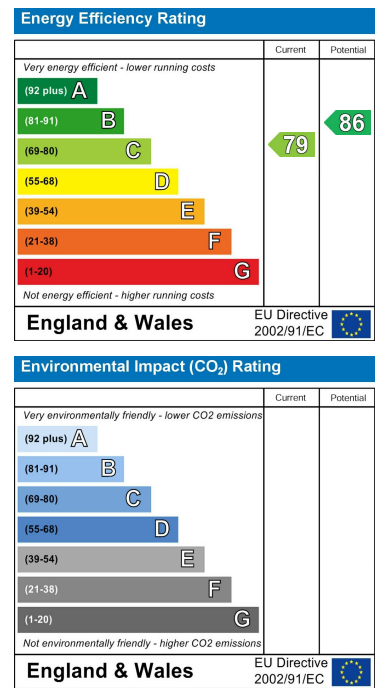 Energy Efficiency Rating
Current Potential
Very energy efficient - lower running costs
(92 plus) A
(81-91) B
(69-80) C
(55-68) D
(39-54) E
(21-38) F
(1-20) G
79
86
Not energy efficient - higher running costs
England & Wales
EU Directive
2002/91/EC
Environmental Impact (CO₂) Rating
Current Potential
Very environmentally friendly - lower CO2 emissions
(92 plus) A
(81-91) B
(69-80) C
(55-68) D
(39-54) E
(21-38) F
(1-20) G
Not environmentally friendly - higher CO2 emissions
England & Wales
EU Directive
2002/91/EC